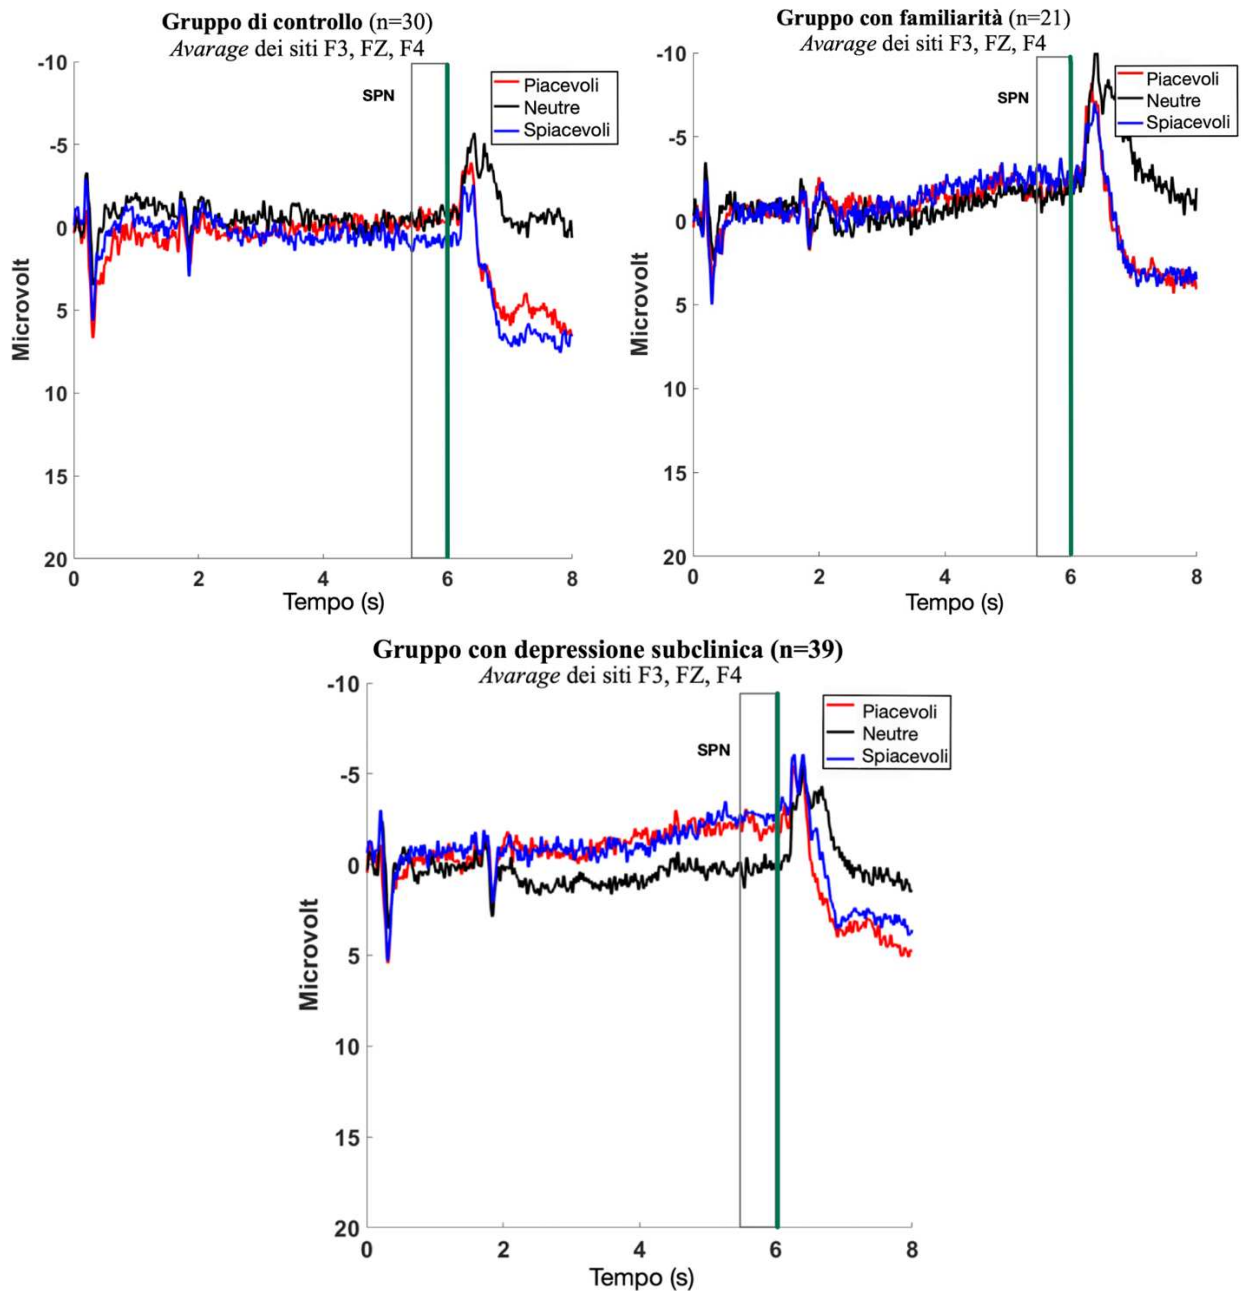 Gruppo di controllo (n=30)
Avarage dei siti F3, FZ, F4
-10
-5
0
5
10
15
20
Microvolt
SPN
Piacevoli
Neutre
Spiacevoli
0 2 4 6 8
Tempo (s)
Gruppo con familiarità (n=21)
Avarage dei siti F3, FZ, F4
-10
-5
0
5
10
15
20
Microvolt
SPN
Piacevoli
Neutre
Spiacevoli
0 2 4 6 8
Tempo (s)
Gruppo con depressione subclinica (n=39)
Avarage dei siti F3, FZ, F4
-10
-5
0
5
10
15
20
Microvolt
SPN
Piacevoli
Neutre
Spiacevoli
0 2 4 6 8
Tempo (s)